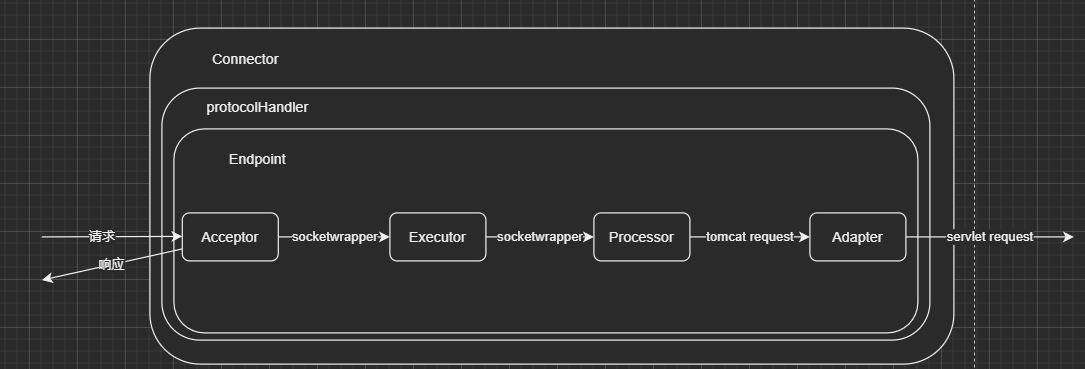 Connector
protocolHandler
Endpoint
请求
Acceptor
socketwrapper
Executor
socketwrapper
Processor
tomcat request
Adapter
servlet request
响应